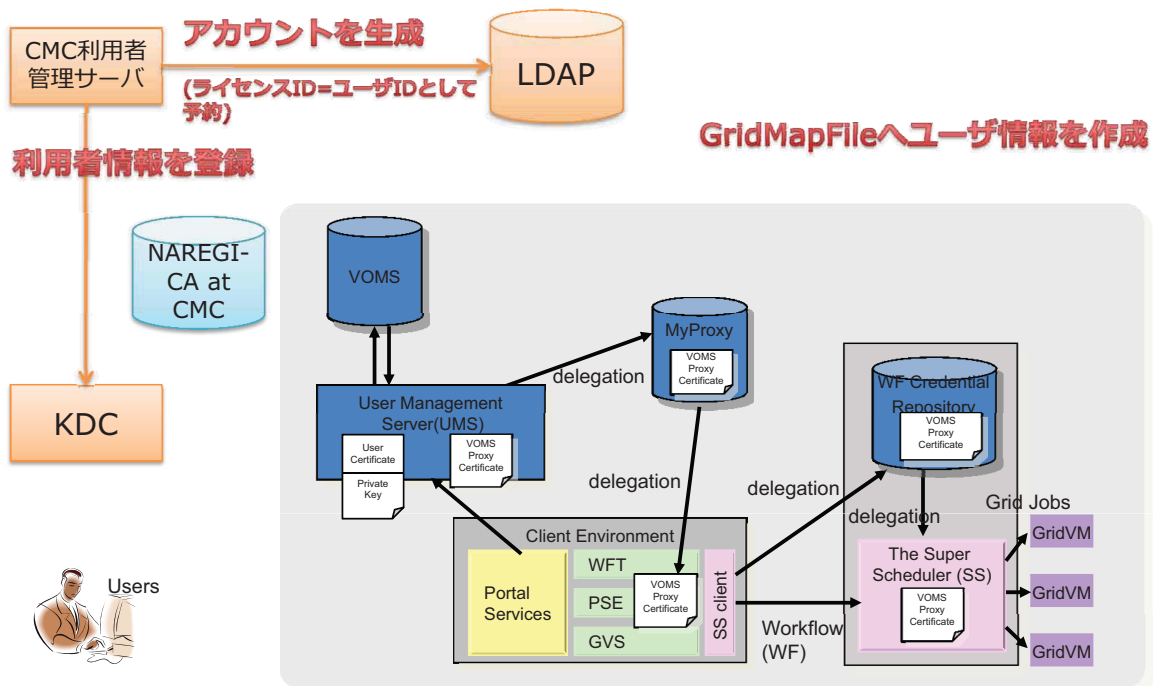 アカウントを生成
CMC利用者
管理サーバ
LDAP
(ライセンスID=ユーザIDとして
予約)
GridMapFileへユーザ情報を作成
利用者情報を登録
NAREGI-
CA at
CMC
VOMS
MyProxy
VOMS
Proxy
Certificate
delegation
WF Credential
Repository
VOMS
Proxy
Certificate
KDC
User Management
Server(UMS)
User
Certificate
Private
Key
VOMS
Proxy
Certificate
delegation
delegation
delegation
Grid Jobs
GridVM
Client Environment
WFT
PSE
GVS
VOMS
Proxy
Certificate
Portal
Services
SS client
The Super
Scheduler (SS)
VOMS
Proxy
Certificate
GridVM
GridVM
Workflow
(WF)
Users